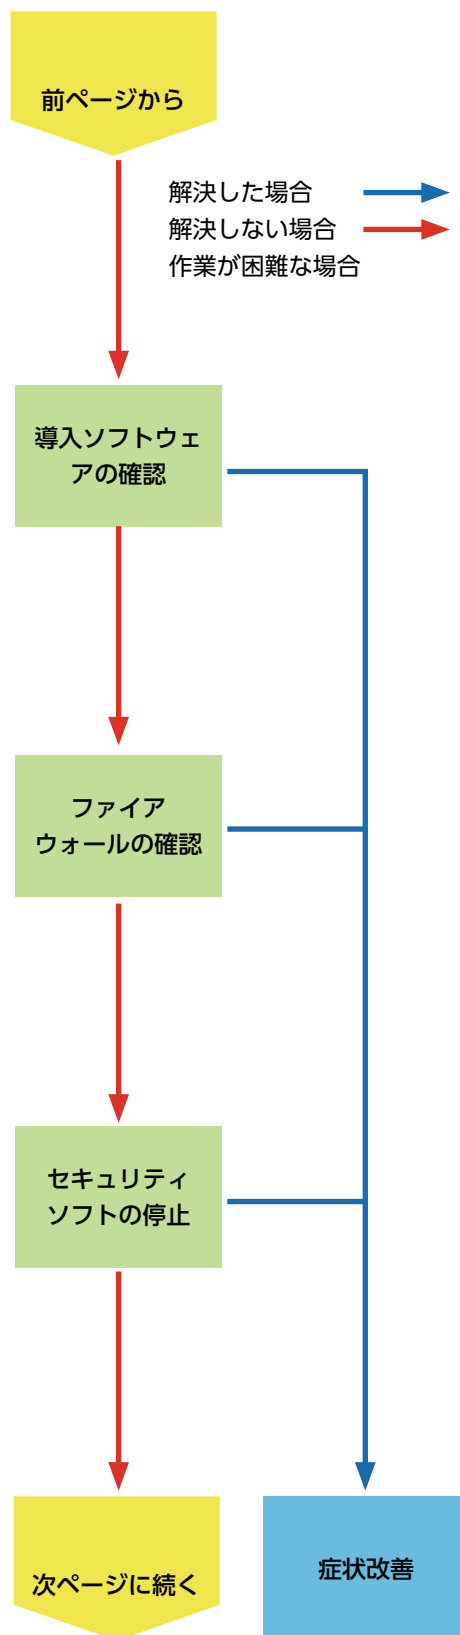 前ページから
解決した場合
解決しない場合
作業が困難な場合
導入ソフトウェ
アの確認
ファイア
ウォールの確認
セキュリティ
ソフトの停止
次ページに続く
症状改善